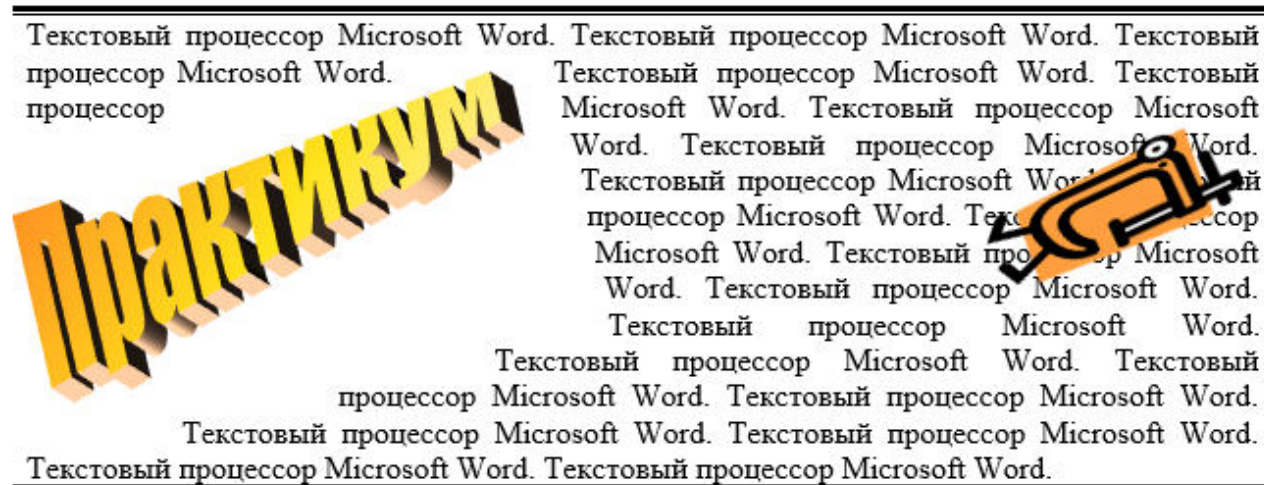 Текстовый процессор Microsoft Word. Текстовый процессор Microsoft Word. Текстовый
процессор Microsoft Word. Текстовый процессор Microsoft Word. Текстовый
процессор Microsoft Word. Текстовый процессор Microsoft
Word. Текстовый процессор Microsoft Word.
Текстовый процессор Microsoft
процессор Microsoft Word.
Microsoft Word. Текстовый Microsoft
Word. Текстовый процессор Microsoft Word.
Текстовый процессор Microsoft Word.
Текстовый процессор Microsoft Word. Текстовый
процессор Microsoft Word. Текстовый процессор Microsoft Word.
Текстовый процессор Microsoft Word. Текстовый процессор Microsoft Word.
Текстовый процессор Microsoft Word. Текстовый процессор Microsoft Word.
Практикум